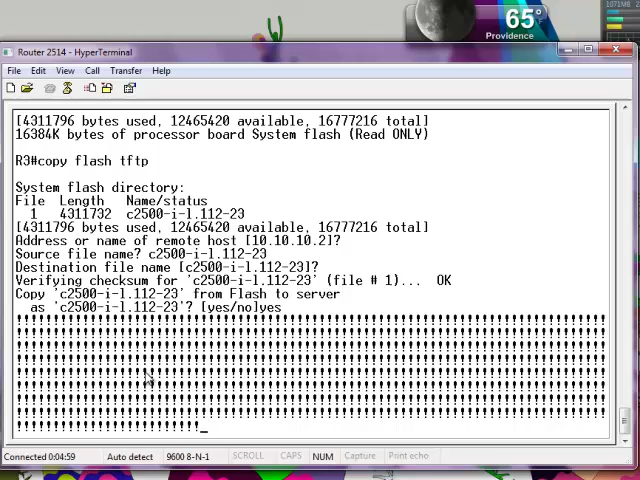 1071MB
65°F
Providence
Router 2514 - HyperTerminal
File Edit View Call Transfer Help
[4311796 bytes used, 12465420 available, 16777216 total]
16384K bytes of processor board System flash (Read ONLY)
R3#copy flash tftp
System flash directory:
File Length Name/status
1 4311732 c2500-i-l.112-23
[4311796 bytes used, 12465420 available, 16777216 total]
Address or name of remote host [10.10.10.2]?
Source file name? c2500-i-l.112-23
Destination file name [c2500-i-l.112-23]?
Verifying checksum for 'c2500-i-l.112-23' (file # 1)... OK
Copy 'c2500-i-l.112-23' from Flash to server
as 'c2500-i-l.112-23'? [yes/no]yes
!!!!!!!!!!!!!!!!!!!!!!!!!!!!!!!!!!!!!!!!!!!!!!!!!!!!!!!!!!!!!!!!!!!!!!!!!!!!!!!!
!!!!!!!!!!!!!!!!!!!!!!!!!!!!!!!!!!!!!!!!!!!!!!!!!!!!!!!!!!!!!!!!!!!!!!!!!!!!!!!!
!!!!!!!!!!!!!!!!!!!!!!!!!!!!!!!!!!!!!!!!!!!!!!!!!!!!!!!!!!!!!!!!!!!!!!!!!!!!!!!!
!!!!!!!!!!!!!!!!!!!!!!!!!!!!!!!!!!!!!!!!!!!!!!!!!!!!!!!!!!!!!!!!!!!!!!!!!!!!!!!!
!!!!!!!!!!!!!!!!!!!!!!!!!!!!!!!!!!!!!!!!!!!!!!!!!!!!!!!!!!!!!!!!!!!!!!!!!!!!!!!!
!!!!!!!!!!!!!!!!!!!!!!!!!!!!!!!!!!!!!!!!!!!!!!!!!!!!!!!!!!!!!!!!!!!!!!!!!!!!!!!!
!!!!!!!!!!!!!!!!!!!!!!!!!!!!!!!!!!!!!!!!!!!!!!!!!!!!!!!!!!!!!!!!!!!!!!!!!!!!!!!!
!!!!!!!!!!!!!!!!!!!!!!!!!!!!!!!!!!!!!!!!!!!!!!!!!!!!!!!!!!!!!!!!!!!!!!!!!!!!!!!!
!!!!!!!!!!!!!!!!!!!!!!!!!_
Connected 0:04:59 Auto detect 9600 8-N-1 SCROLL CAPS NUM Capture Print echo